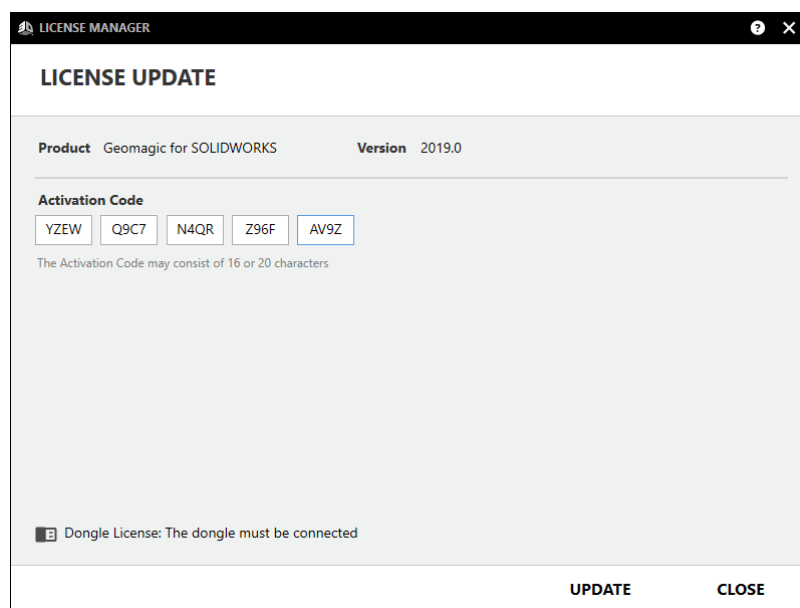 LICENSE MANAGER
LICENSE UPDATE
Product Geomagic for SOLIDWORKS Version 2019.0
Activation Code
YZEW Q9C7 N4QR Z96F AV9Z
The Activation Code may consist of 16 or 20 characters
Dongle License: The dongle must be connected
UPDATE CLOSE